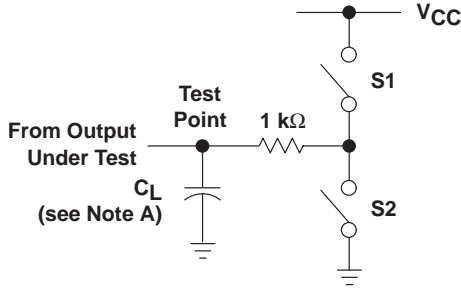 VCC
S1
Test
Point
1 kΩ
From Output
Under Test
CL
(see Note A)
S2